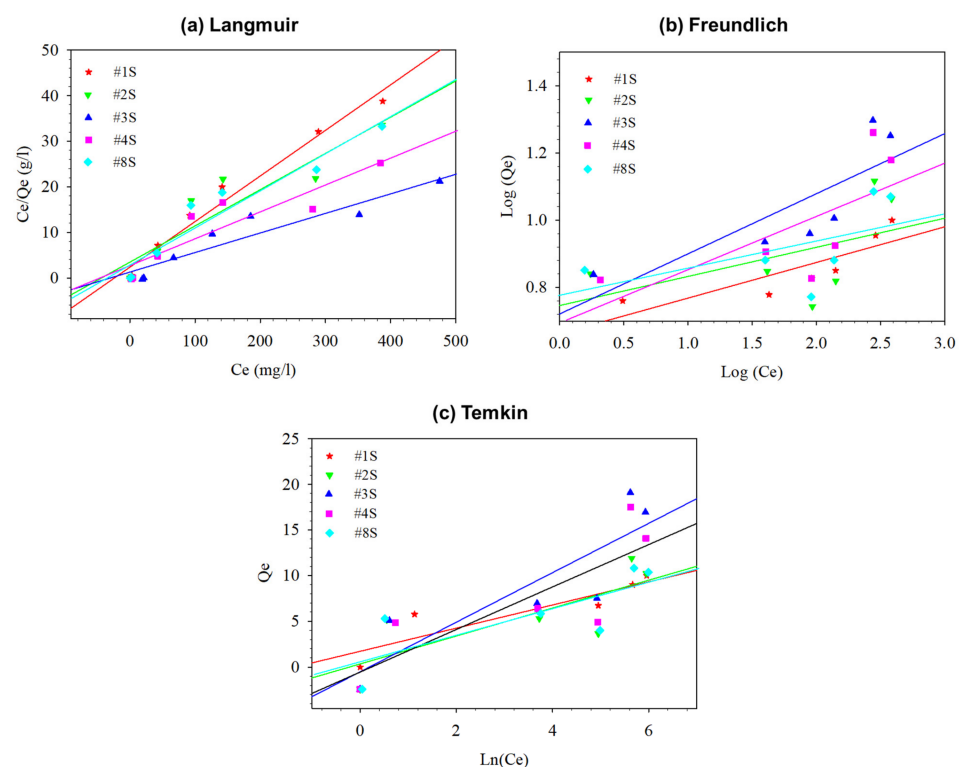 (a) Langmuir
50
40
30
20
10
0
Ce/Qe (g/l)
#1S
#2S
#3S
#4S
#8S
0 100 200 300 400 500
Ce (mg/l)
(b) Freundlich
1.4
1.2
1.0
0.8
Log (Qe)
#1S
#2S
#3S
#4S
#8S
0.0 0.5 1.0 1.5 2.0 2.5 3.0
Log (Ce)
(c) Temkin
25
20
15
10
5
0
Qe
#1S
#2S
#3S
#4S
#8S
0 2 4 6
Ln(Ce)